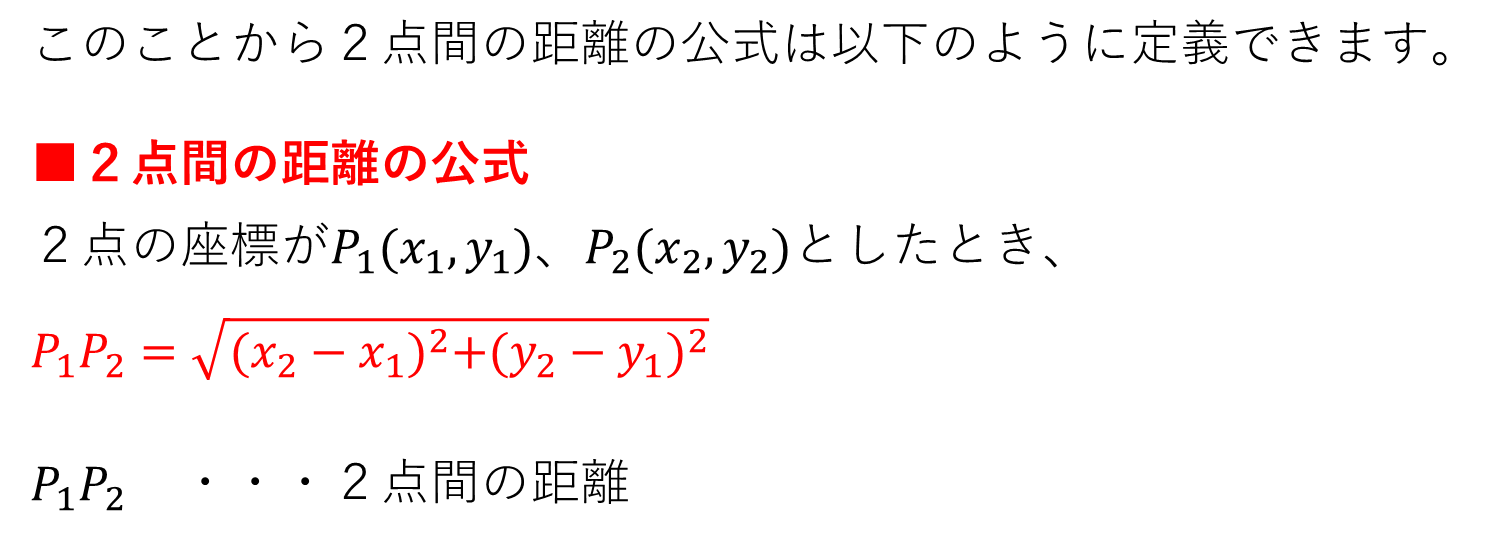 このことから２点間の距離の公式は以下のように定義できます。
■２点間の距離の公式
２点の座標がP₁(x₁, y₁)、P₂(x₂, y₂)としたとき、
P₁P₂ = √((x₂ − x₁)²+(y₂ − y₁)²)
P₁P₂　・・・２点間の距離